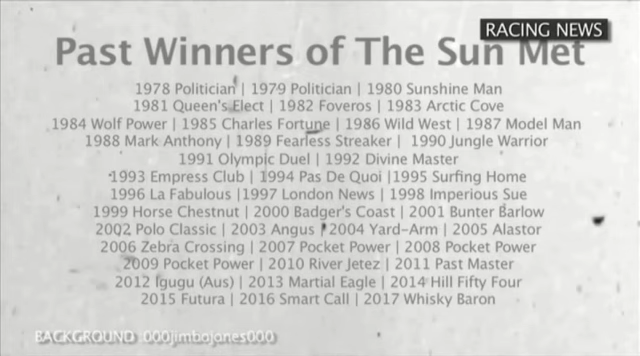 RACING NEWS
Past Winners of The Sun Met
1978 Politician | 1979 Politician | 1980 Sunshine Man
1981 Queen's Elect | 1982 Foveros | 1983 Arctic Cove
1984 Wolf Power | 1985 Charles Fortune | 1986 Wild West | 1987 Model Man
1988 Mark Anthony | 1989 Fearless Streaker | 1990 Jungle Warrior
1991 Olympic Duel | 1992 Divine Master
1993 Empress Club | 1994 Pas De Quoi |1995 Surfing Home
1996 La Fabulous |1997 London News | 1998 Imperious Sue
1999 Horse Chestnut | 2000 Badger's Coast | 2001 Bunter Barlow
2002 Polo Classic | 2003 Angus | 2004 Yard-Arm | 2005 Alastor
2006 Zebra Crossing | 2007 Pocket Power | 2008 Pocket Power
2009 Pocket Power | 2010 River Jetez | 2011 Past Master
2012 Igugu (Aus) | 2013 Martial Eagle | 2014 Hill Fifty Four
2015 Futura | 2016 Smart Call | 2017 Whisky Baron
BACKGROUND: 000jimbojones000